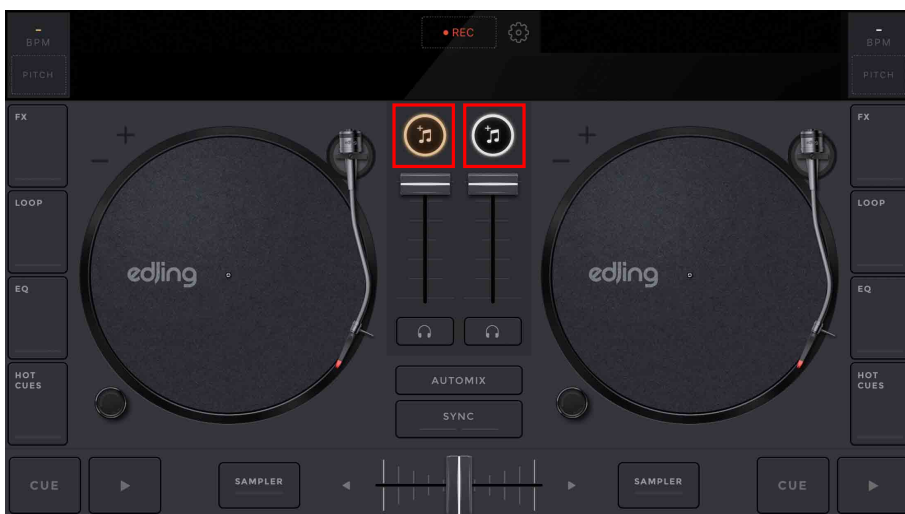 BPM
REC
BPM
PITCH
PITCH
FX
FX
LOOP
LOOP
edjing
edjing
EQ
EQ
HOT
CUES
HOT
CUES
AUTOMIX
SYNC
CUE
SAMPLER
SAMPLER
CUE